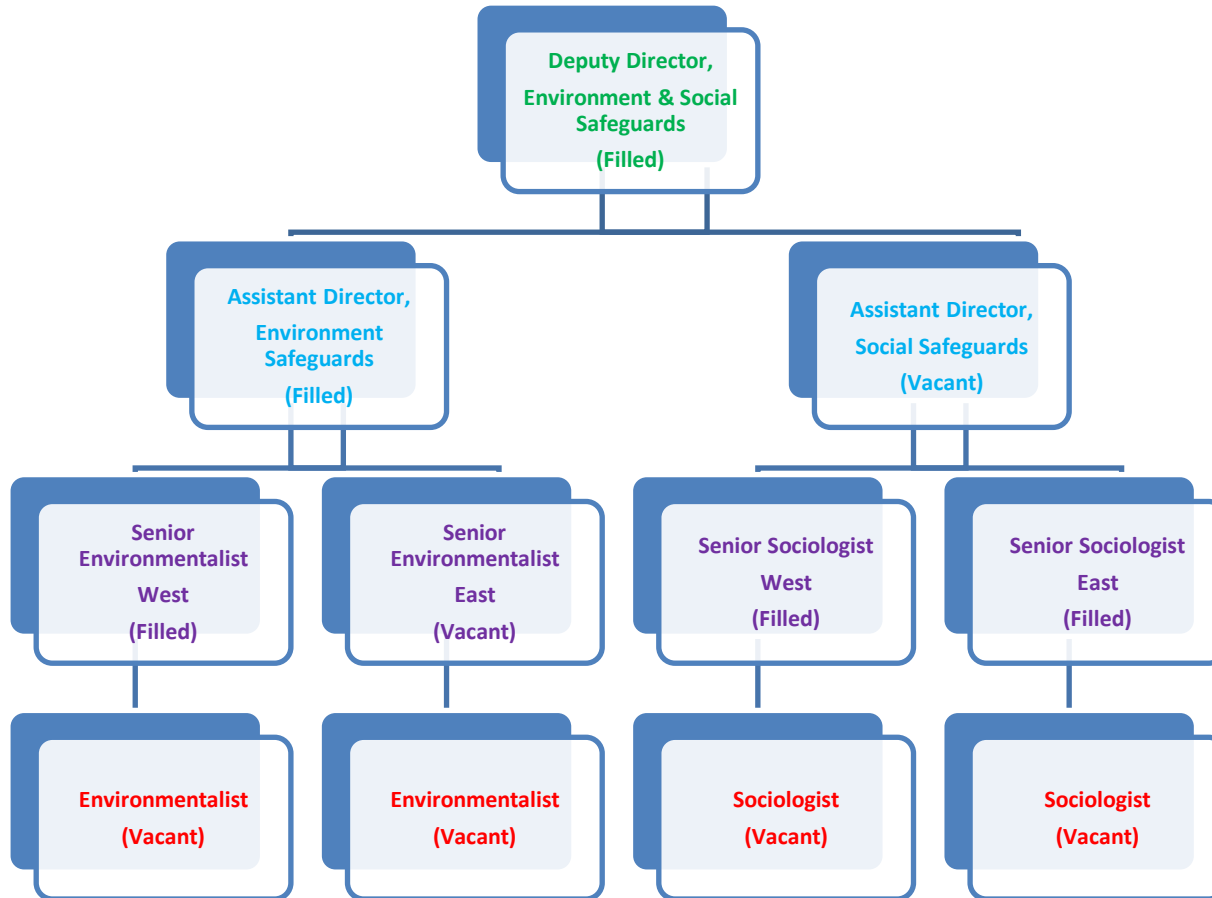 Deputy Director,
Environment & Social
Safeguards
(Filled)
Assistant Director,
Environment
Safeguards
(Filled)
Assistant Director,
Social Safeguards
(Vacant)
Senior
Environmentalist
West
(Filled)
Senior
Environmentalist
East
(Vacant)
Senior Sociologist
West
(Filled)
Senior Sociologist
East
(Filled)
Environmentalist
(Vacant)
Environmentalist
(Vacant)
Sociologist
(Vacant)
Sociologist
(Vacant)